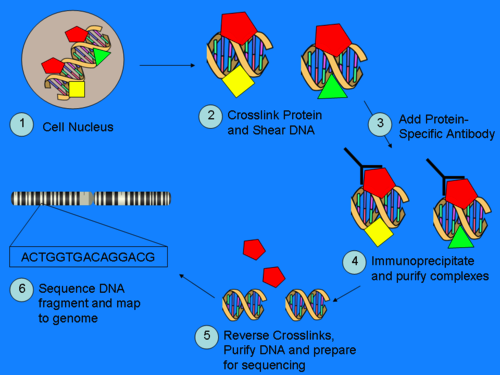 1 Cell Nucleus
2 Crosslink Protein
and Shear DNA
3 Add Protein-
Specific Antibody
4 Immunoprecipitate
and purify complexes
5 Reverse Crosslinks,
Purify DNA and prepare
for sequencing
6 Sequence DNA
fragment and map
to genome
ACTGGTGACAGGACG